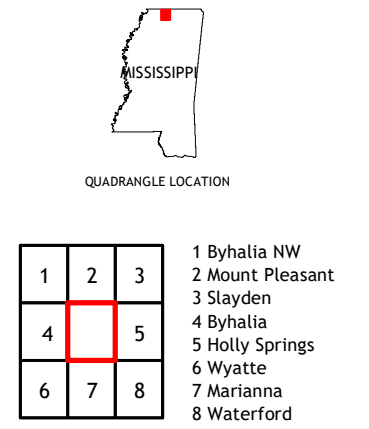 MISSISSIPPI
QUADRANGLE LOCATION
1 2 3
4 5
6 7 8
1 Byhalia NW
2 Mount Pleasant
3 Slayden
4 Byhalia
5 Holly Springs
6 Wyatte
7 Marianna
8 Waterford